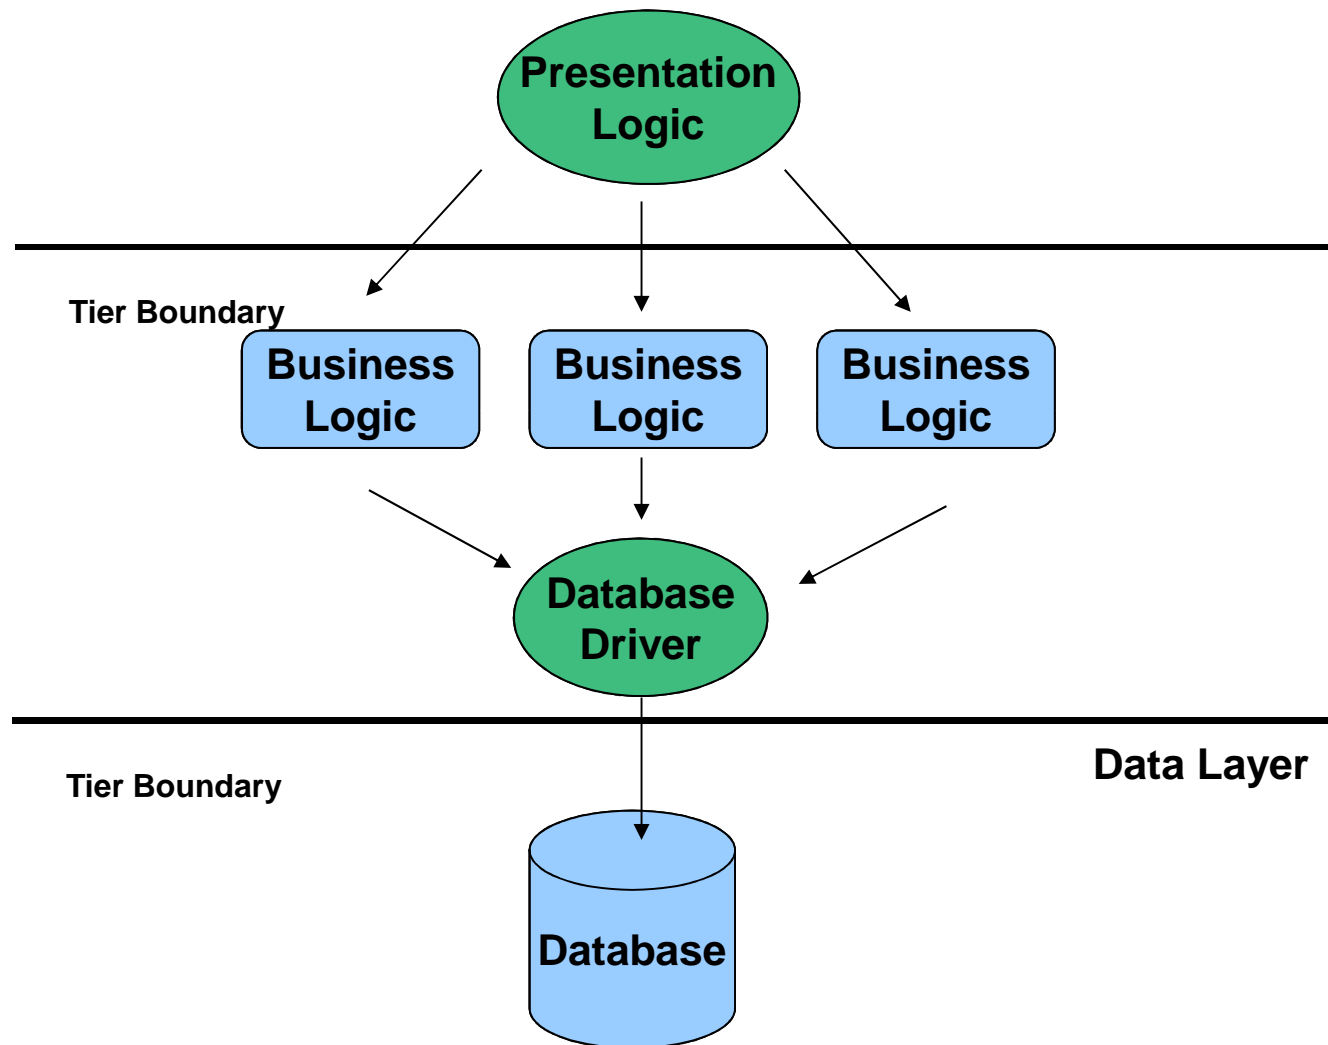 Presentation
Logic
Tier Boundary
Business
Logic
Business
Logic
Business
Logic
Database
Driver
Data Layer
Tier Boundary
Database